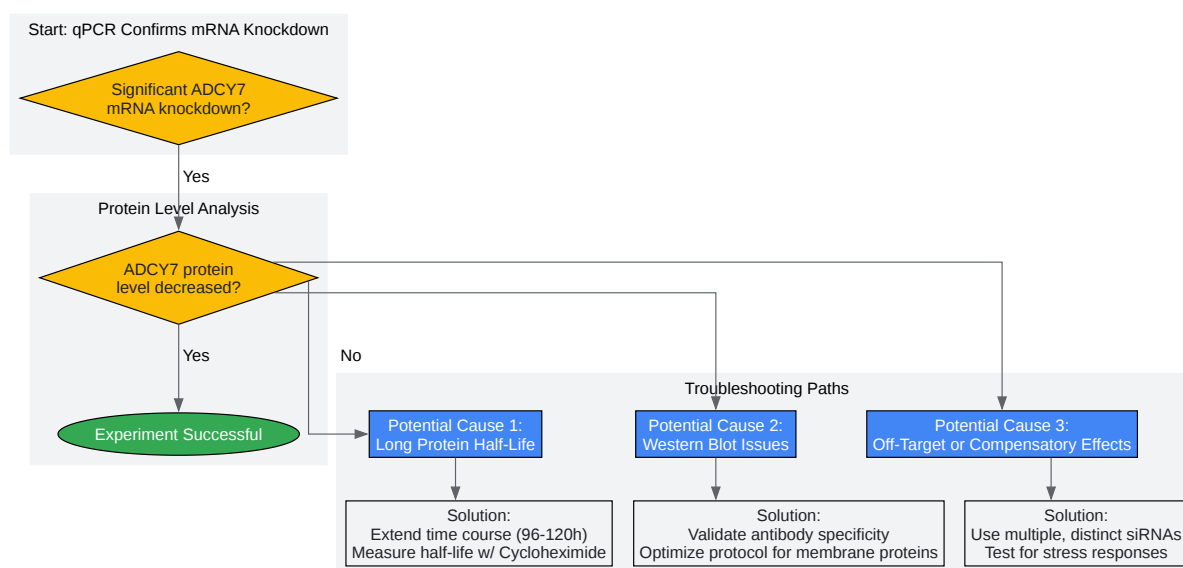 Start: qPCR Confirms mRNA Knockdown
Significant ADCY7
mRNA knockdown?
Yes
Protein Level Analysis
ADCY7 protein
level decreased?
Yes
No
Experiment Successful
Troubleshooting Paths
Potential Cause 1:
Long Protein Half-Life
Potential Cause 2:
Western Blot Issues
Potential Cause 3:
Off-Target or Compensatory Effects
Solution:
Extend time course (96-120h)
Measure half-life w/ Cycloheximide
Solution:
Validate antibody specificity
Optimize protocol for membrane proteins
Solution:
Use multiple, distinct siRNAs
Test for stress responses